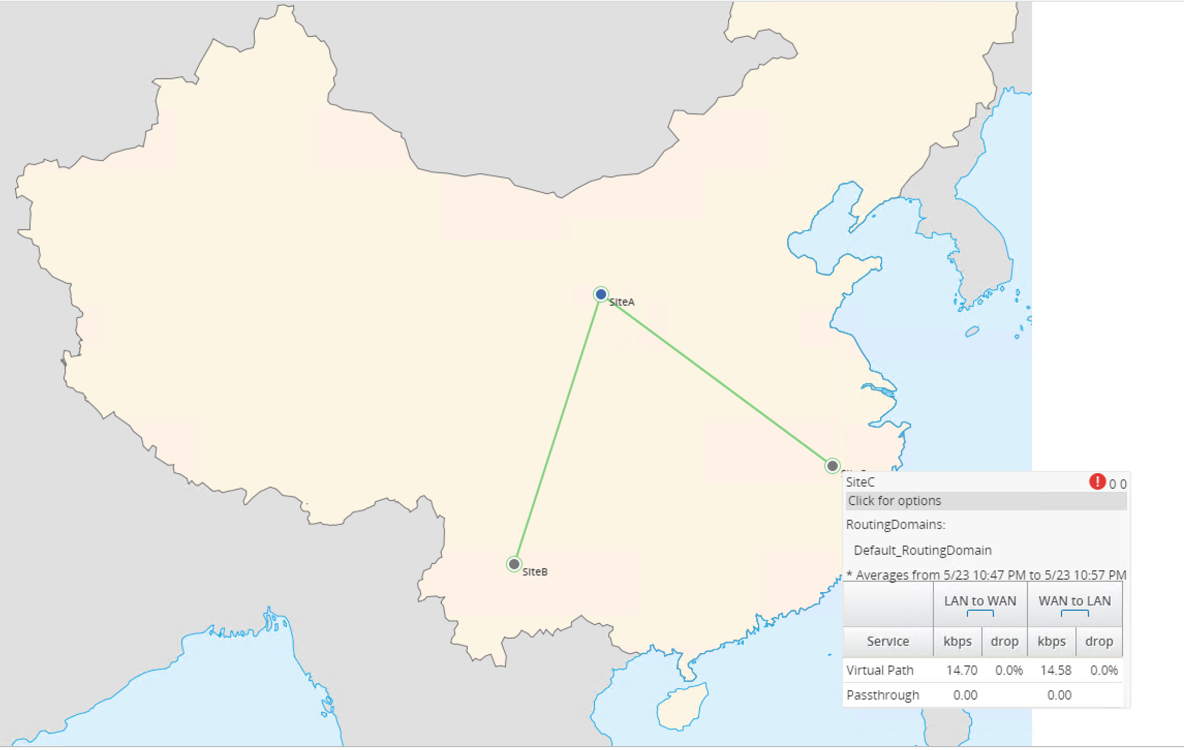 SiteA
SiteB
SiteC ! 0 0
Click for options
RoutingDomains:
Default_RoutingDomain
* Averages from 5/23 10:47 PM to 5/23 10:57 PM
LAN to WAN WAN to LAN
Service kbps drop kbps drop
Virtual Path 14.70 0.0% 14.58 0.0%
Passthrough 0.00 0.00